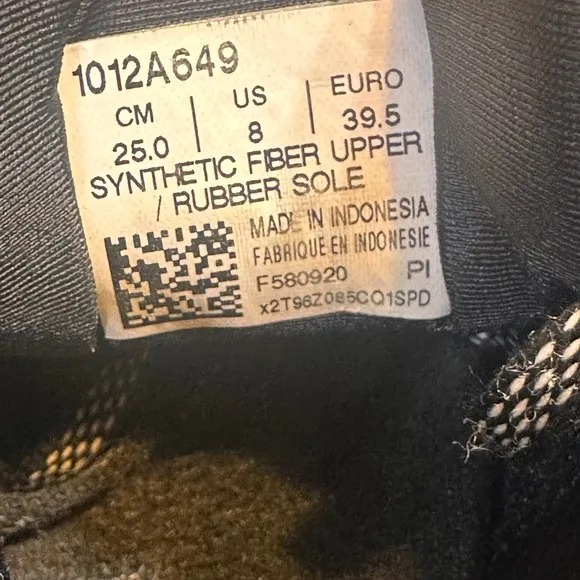 1012A649
CM | US | EURO
25.0 | 8 | 39.5
SYNTHETIC FIBER UPPER
/ RUBBER SOLE
MADE IN INDONESIA
FABRIQUE EN INDONESIE
F580920 PI
x2T96Z085CQ1SPD